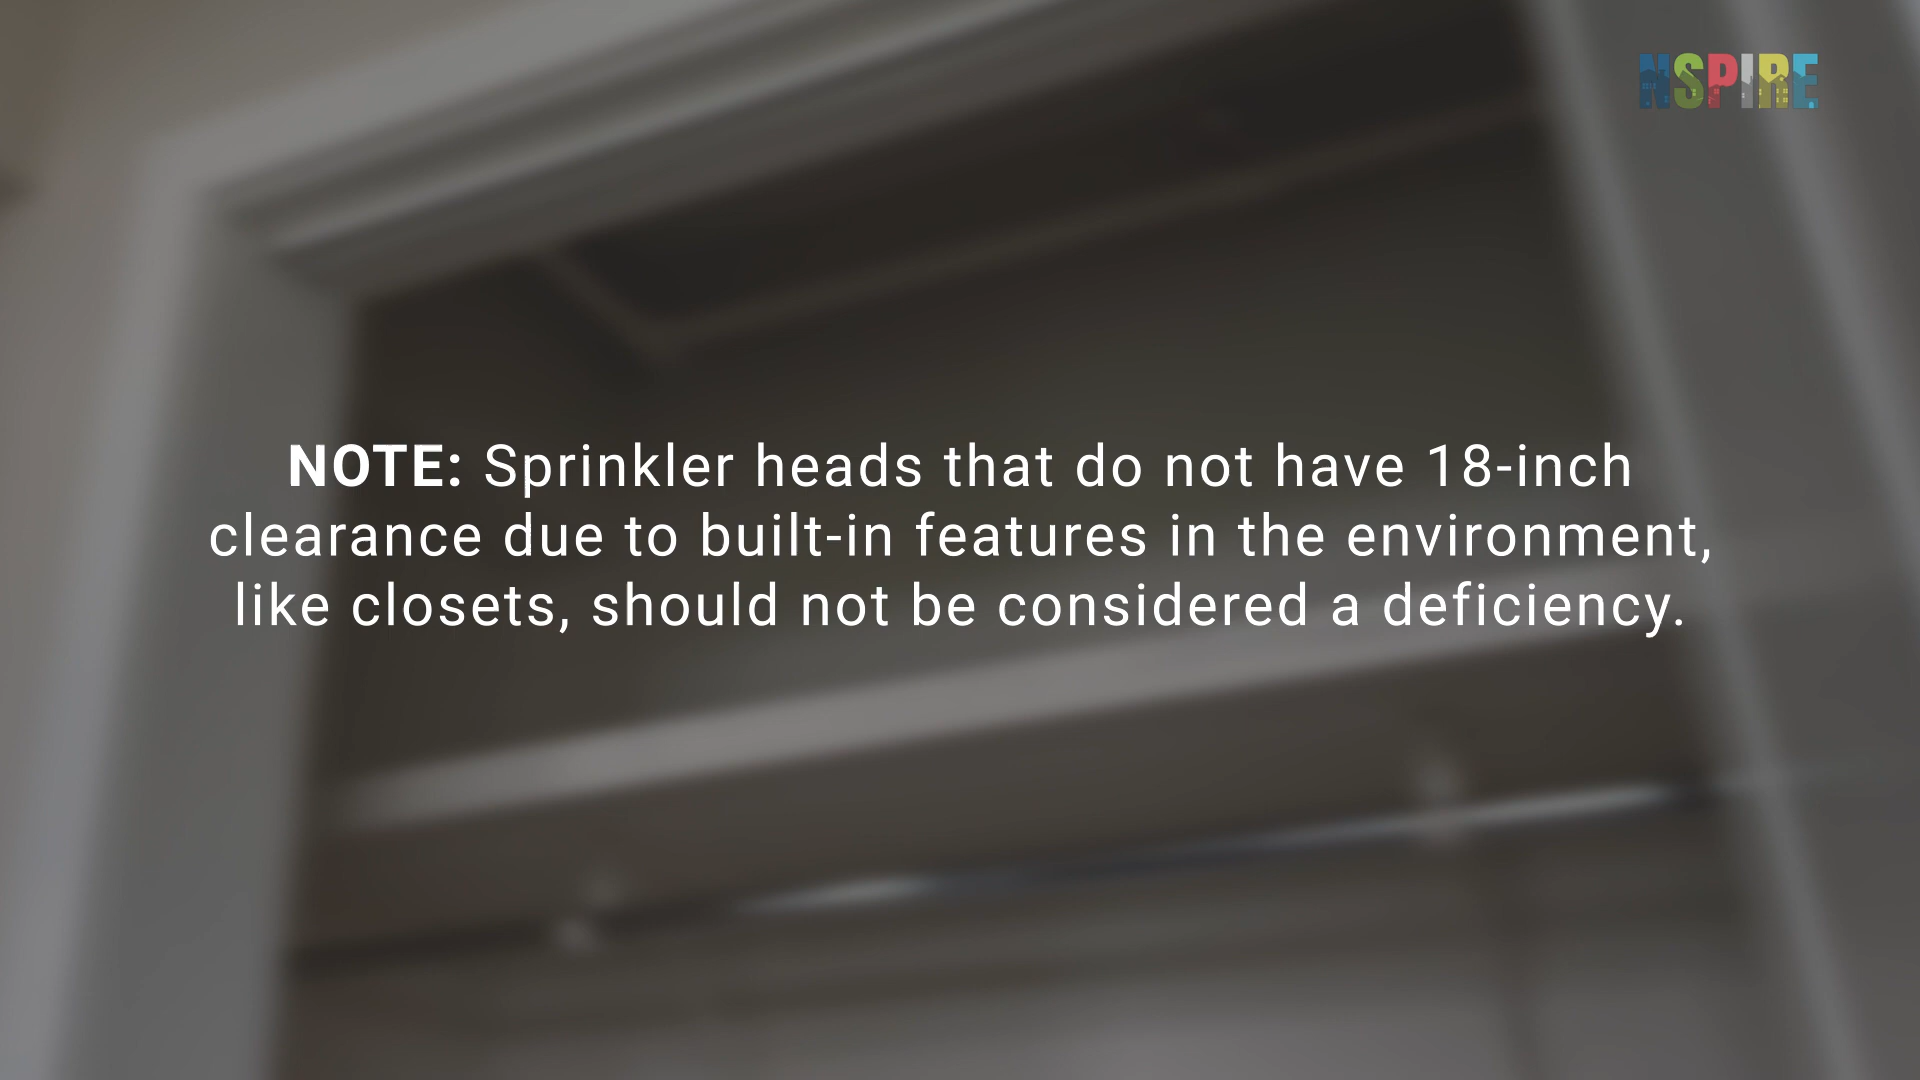 NSPIRE
NOTE: Sprinkler heads that do not have 18-inch
clearance due to built-in features in the environment,
like closets, should not be considered a deficiency.